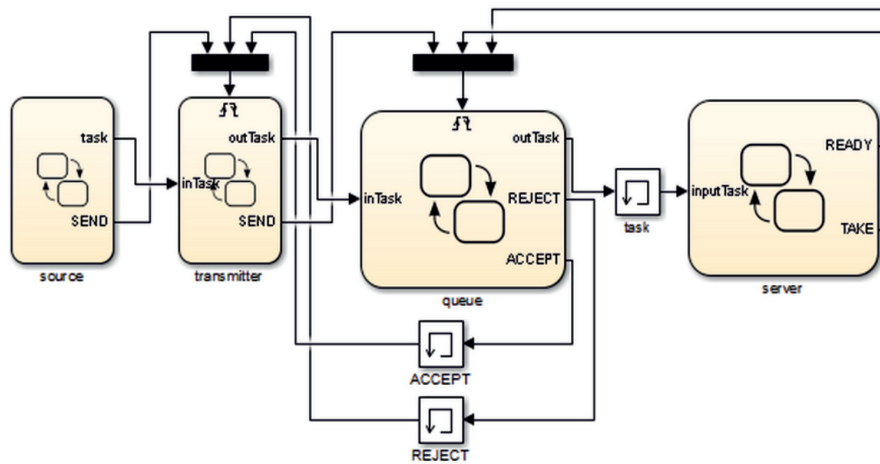 task
SEND
source
inTask
outTask
SEND
transmitter
inTask
outTask
REJECT
ACCEPT
queue
task
inputTask
READY
TAKE
server
ACCEPT
REJECT